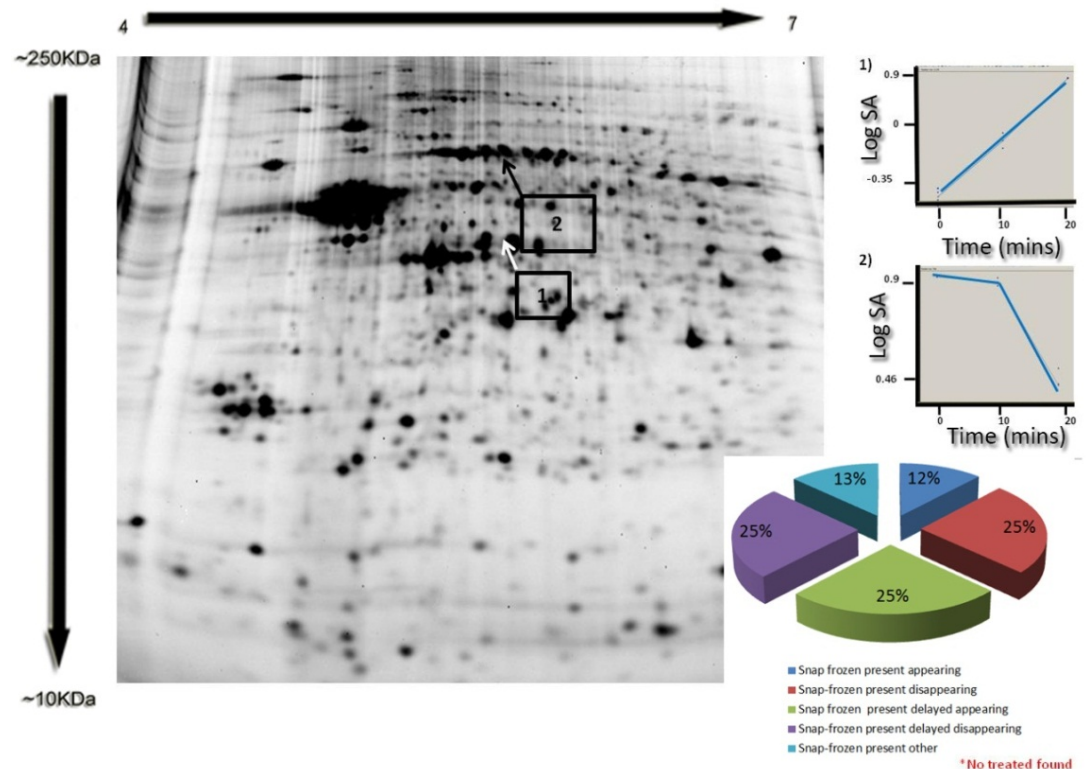 4
7
~250KDa
~10KDa
2
1
1)
0.9
0
-0.35
Log SA
0
10
20
Time (mins)
2)
0.9
0.46
Log SA
0
10
20
Time (mins)
13%
12%
25%
25%
25%
Snap frozen present appearing
Snap-frozen present disappearing
Snap frozen present delayed appearing
Snap-frozen present delayed disappearing
Snap-frozen present other
*No treated found